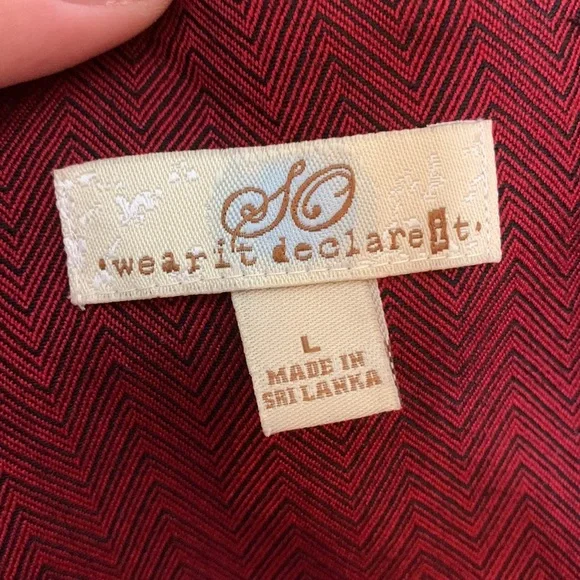 SO
·wear it declare it·
L
MADE IN
SRI LANKA